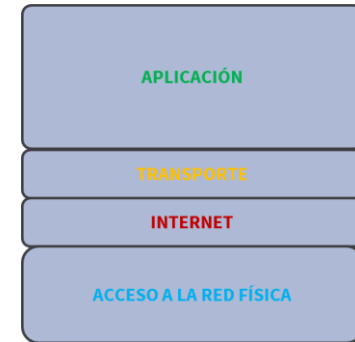 APLICACIÓN
TRANSPORTE
INTERNET
ACCESO A LA RED FÍSICA